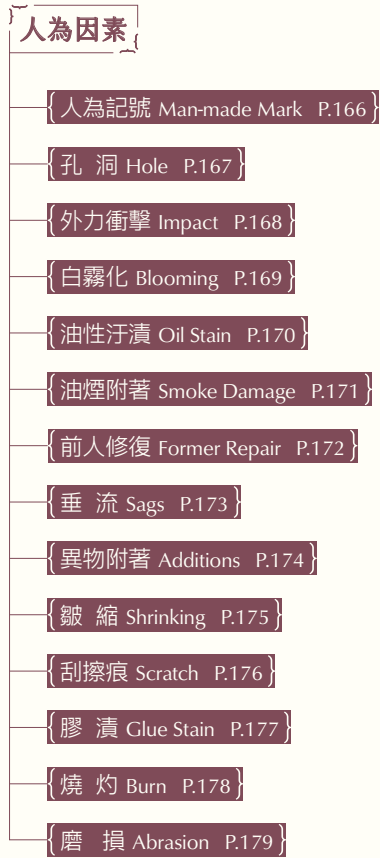 人為因素
人為記號 Man-made Mark P.166
孔 洞 Hole P.167
外力衝擊 Impact P.168
白霧化 Blooming P.169
油性汙漬 Oil Stain P.170
油煙附著 Smoke Damage P.171
前人修復 Former Repair P.172
垂 流 Sags P.173
異物附著 Additions P.174
皺 縮 Shrinking P.175
刮擦痕 Scratch P.176
膠 漬 Glue Stain P.177
燒 灼 Burn P.178
磨 損 Abrasion P.179